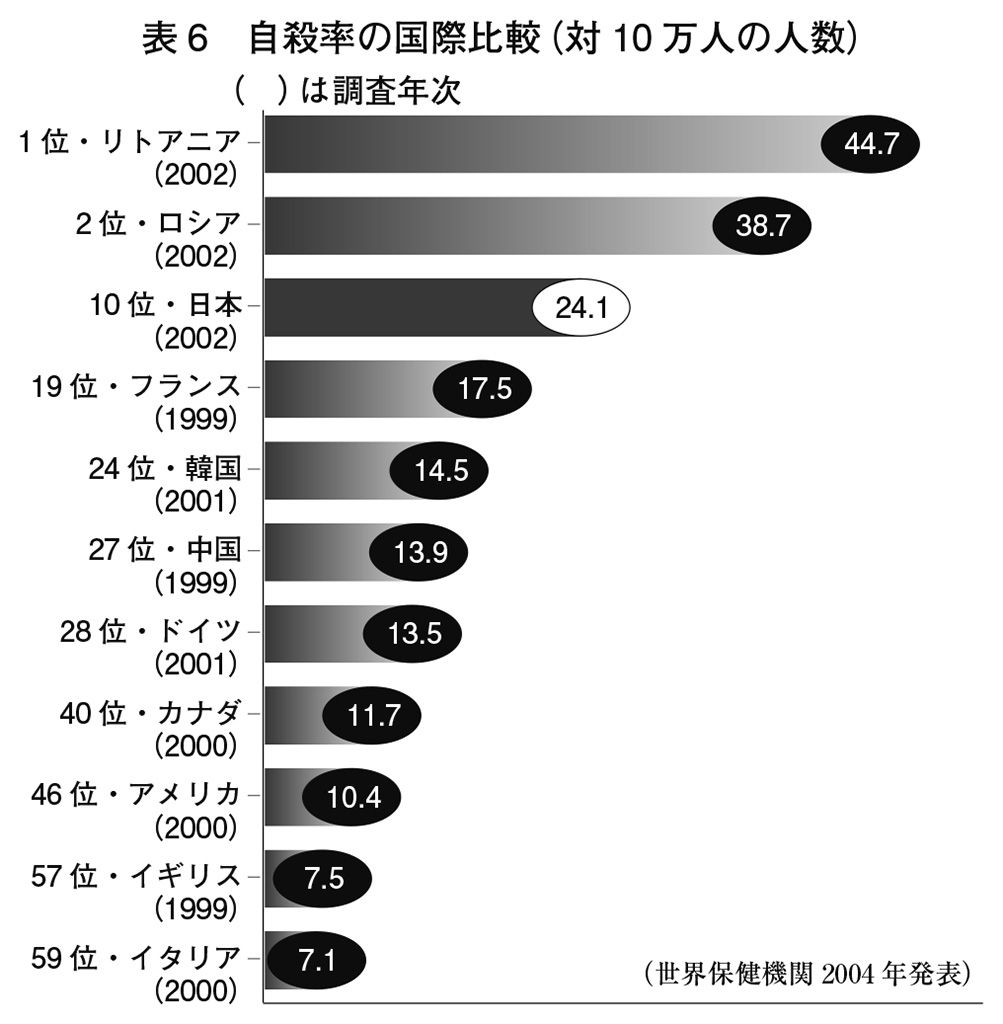 表6 自殺率の国際比較(対10万人の人数)
( )は調査年次
1位・リトアニア 44.7
(2002)
2位・ロシア 38.7
(2002)
10位・日本 24.1
(2002)
19位・フランス 17.5
(1999)
24位・韓国 14.5
(2001)
27位・中国 13.9
(1999)
28位・ドイツ 13.5
(2001)
40位・カナダ 11.7
(2000)
46位・アメリカ 10.4
(2000)
57位・イギリス 7.5
(1999)
59位・イタリア 7.1
(2000)
(世界保健機関2004年発表)